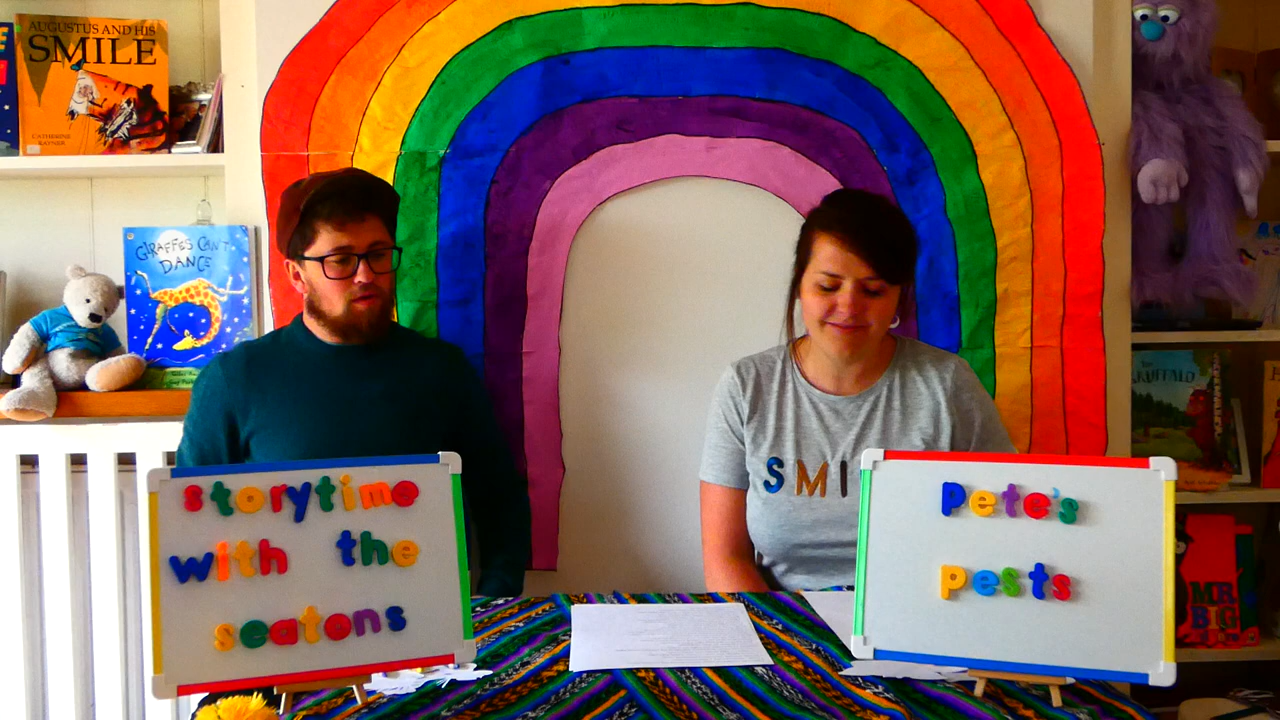 AUGUSTUS AND HIS
SMILE
CATHERINE
RAYNER
GIRAFFES CAN'T
DANCE
SMI
storytime
with the
seatons
Pete's
pests
MR
BIG